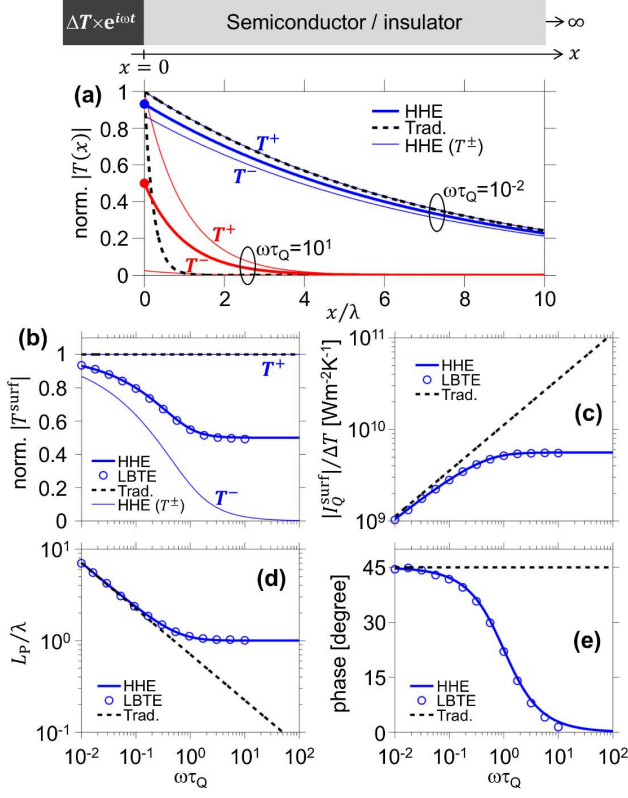 ΔT×e^{iωt}
Semiconductor / insulator
→ ∞
x = 0
x
(a)
norm. |T(x)|
1
0.8
0.6
0.4
0.2
0
0 2 4 6 8 10
x/λ
T⁺
T⁻
T⁺
T⁻
ωτ_Q=10¹
ωτ_Q=10⁻²
HHE
Trad.
HHE (T^±)
(b)
norm. |T^surf|
1
0.8
0.6
0.4
0.2
0
T⁺
T⁻
HHE
LBTE
Trad.
HHE (T^±)
(c)
|I_Q^surf|/ΔT [Wm⁻²K⁻¹]
10¹¹
10¹⁰
10⁹
HHE
LBTE
Trad.
(d)
L_P/λ
10¹
10⁰
10⁻¹
HHE
LBTE
Trad.
10⁻² 10⁻¹ 10⁰ 10¹ 10²
ωτ_Q
(e)
phase [degree]
45
30
15
0
HHE
LBTE
Trad.
10⁻² 10⁻¹ 10⁰ 10¹ 10²
ωτ_Q